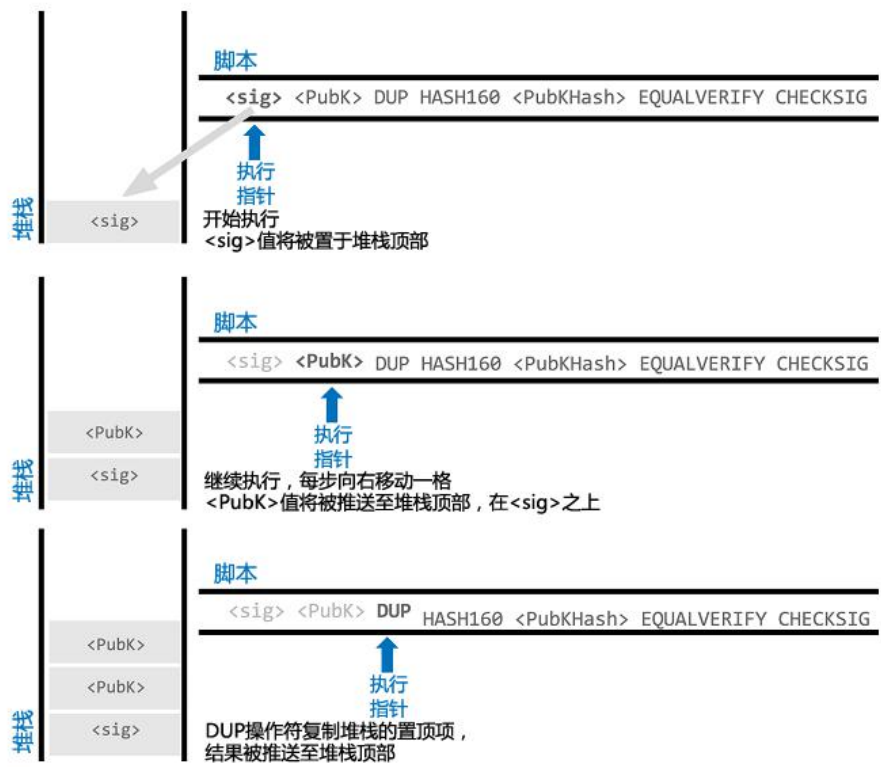 脚本
<sig> <PubK> DUP HASH160 <PubKHash> EQUALVERIFY CHECKSIG
执行
指针
堆栈
<sig>
开始执行
<sig>值将被置于堆栈顶部
脚本
<sig> <PubK> DUP HASH160 <PubKHash> EQUALVERIFY CHECKSIG
执行
指针
堆栈
<PubK>
<sig>
继续执行，每步向右移动一格
<PubK>值将被推送至堆栈顶部，在<sig>之上
脚本
<sig> <PubK> DUP HASH160 <PubKHash> EQUALVERIFY CHECKSIG
执行
指针
堆栈
<PubK>
<PubK>
<sig>
DUP操作符复制堆栈的置顶项，
结果被推送至堆栈顶部